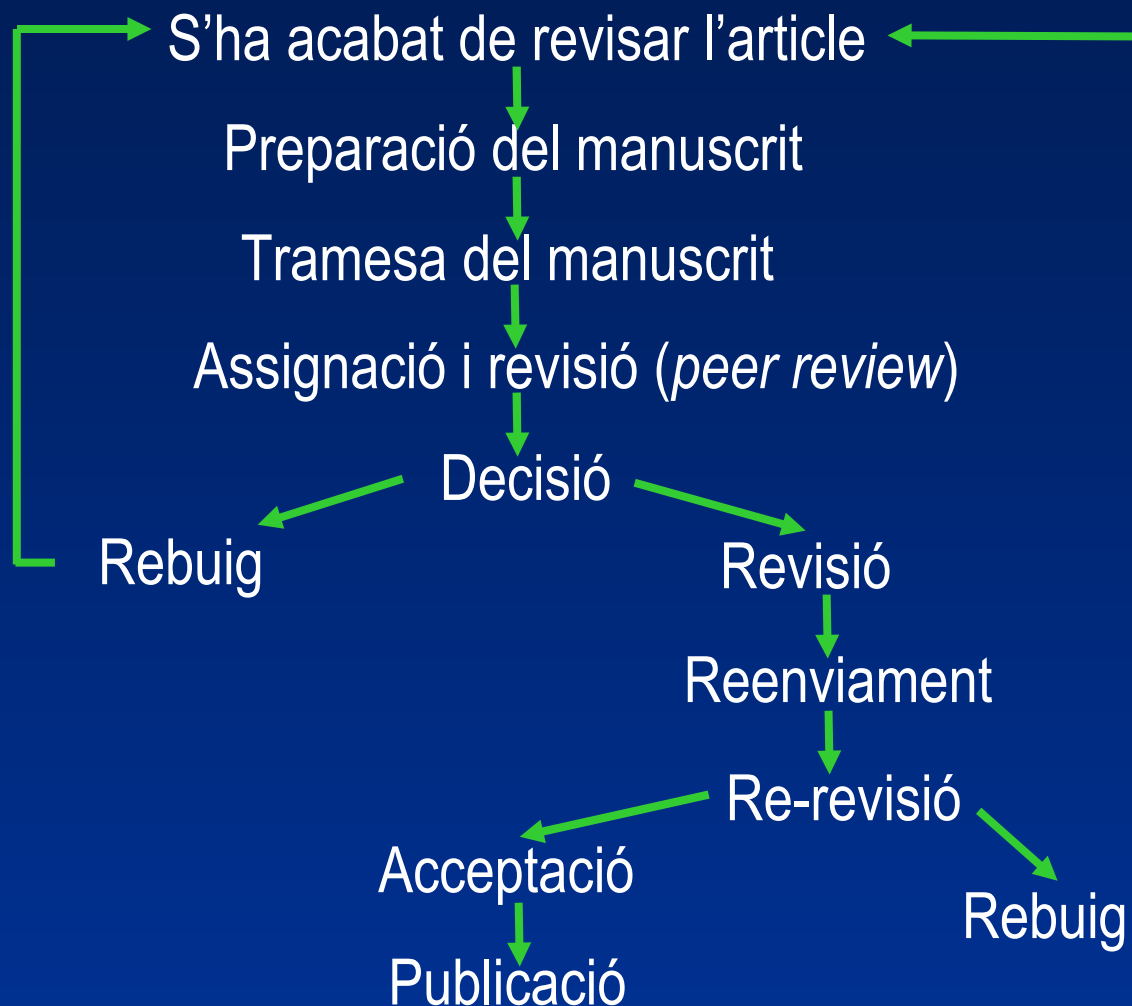 S’ha acabat de revisar l’article
Preparació del manuscrit
Tramesa del manuscrit
Assignació i revisió (peer review)
Decisió
Rebuig
Revisió
Reenviament
Re-revisió
Acceptació
Rebuig
Publicació